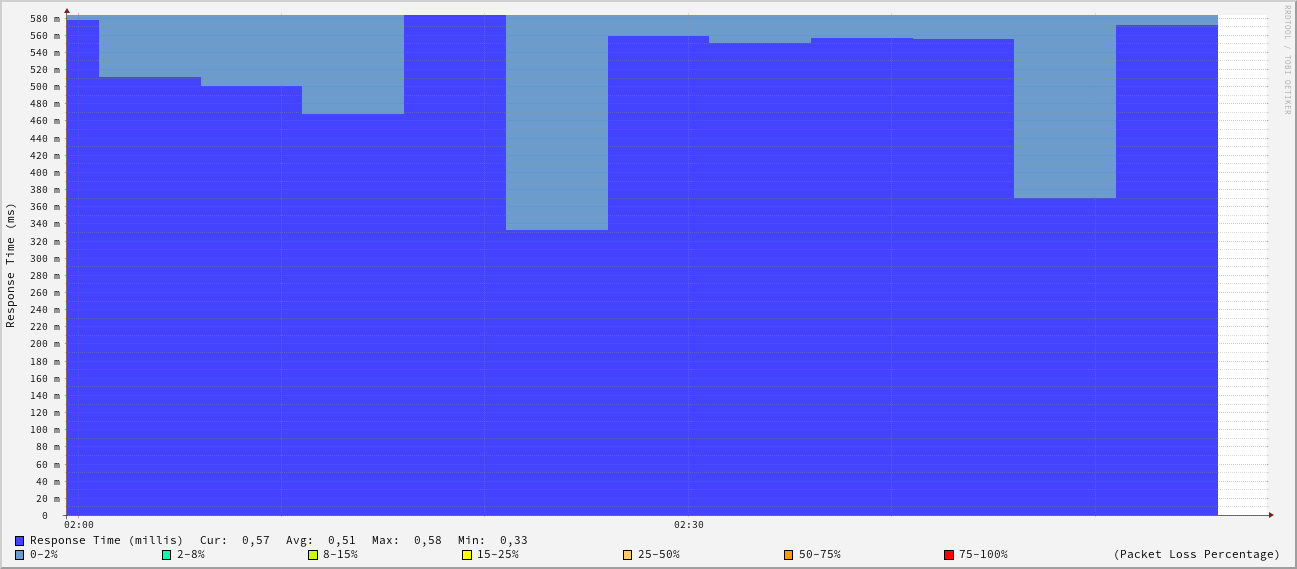 RRDTOOL / TOBI OETIKER
Response Time (ms)
580 m
560 m
540 m
520 m
500 m
480 m
460 m
440 m
420 m
400 m
380 m
360 m
340 m
320 m
300 m
280 m
260 m
240 m
220 m
200 m
180 m
160 m
140 m
120 m
100 m
80 m
60 m
40 m
20 m
0
02:00 02:30
Response Time (millis) Cur: 0,57 Avg: 0,51 Max: 0,58 Min: 0,33
0-2% 2-8% 8-15% 15-25% 25-50% 50-75% 75-100% (Packet Loss Percentage)